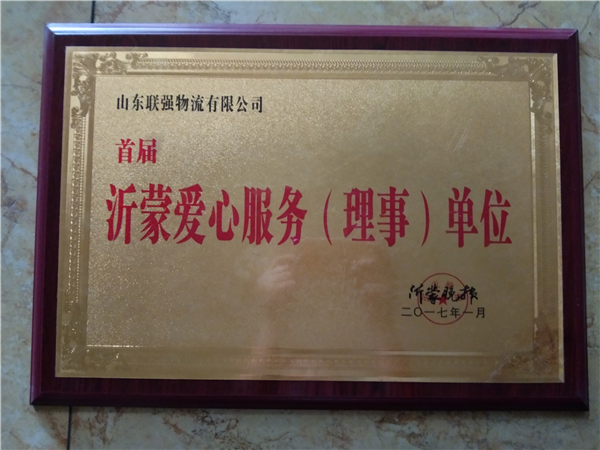 山东联强物流有限公司
首届
沂蒙爱心服务（理事）单位
沂蒙晚报
二〇一七年一月